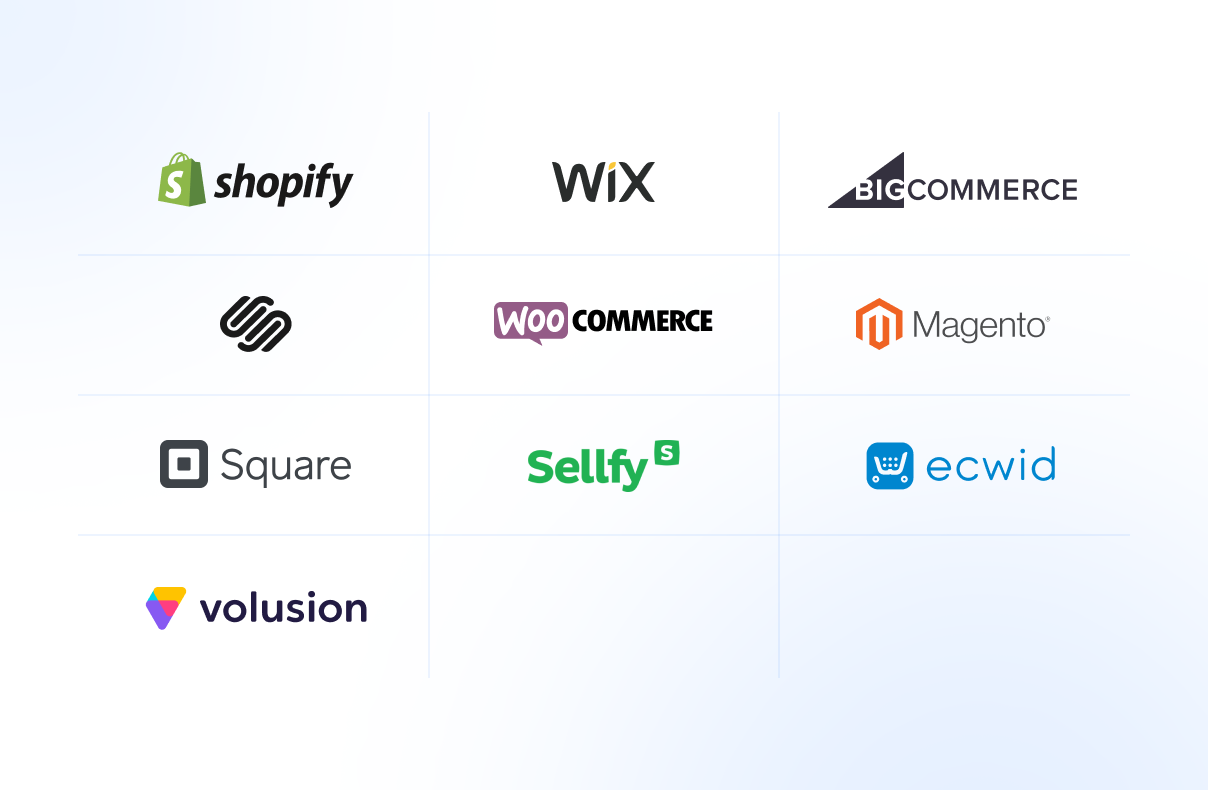 S shopify
WiX
BIGCOMMERCE
WOO COMMERCE
Magento®
Square
Sellfy S
ecwid
volusion